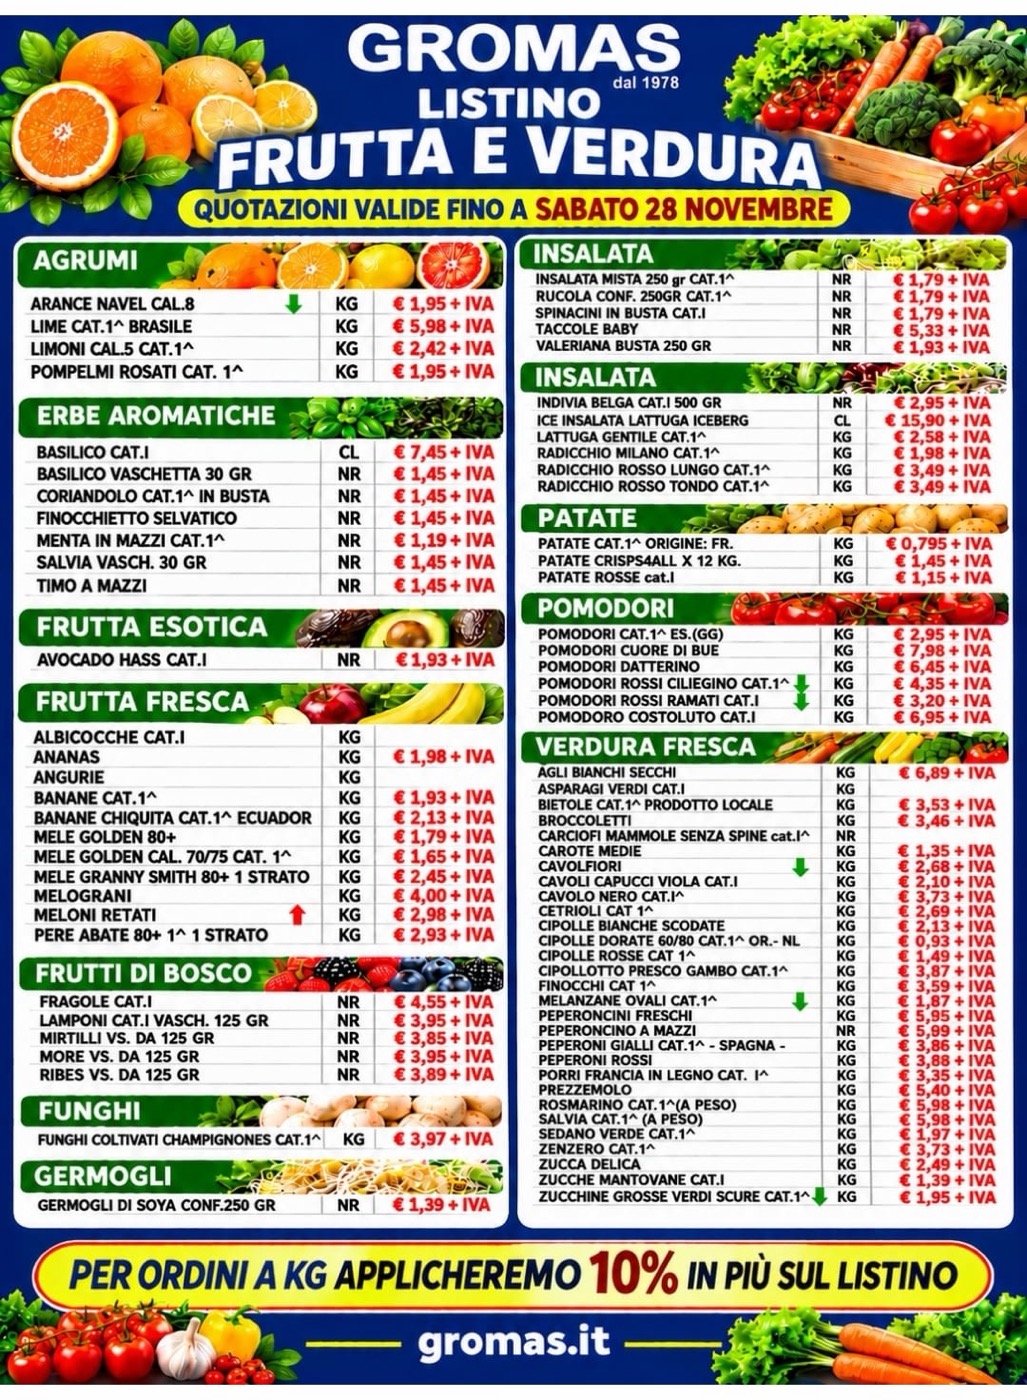 GROMAS
dal 1978
LISTINO
FRUTTA E VERDURA
QUOTAZIONI VALIDE FINO A SABATO 28 NOVEMBRE
AGRUMI
ARANCE NAVEL CAL.8 KG € 1,95 + IVA
LIME CAT.1^ BRASILE KG € 5,98 + IVA
LIMONI CAL.5 CAT.1^ KG € 2,42 + IVA
POMPELMI ROSATI CAT. 1^ KG € 1,95 + IVA
ERBE AROMATICHE
BASILICO CAT.I CL € 7,45 + IVA
BASILICO VASCHETTA 30 GR NR € 1,45 + IVA
CORIANDOLO CAT.1^ IN BUSTA NR € 1,45 + IVA
FINOCCHIETTO SELVATICO NR € 1,45 + IVA
MENTA IN MAZZI CAT.1^ NR € 1,19 + IVA
SALVIA VASCH. 30 GR NR € 1,45 + IVA
TIMO A MAZZI NR € 1,45 + IVA
FRUTTA ESOTICA
AVOCADO HASS CAT.I NR € 1,93 + IVA
FRUTTA FRESCA
ALBICOCCHE CAT.I KG
ANANAS KG € 1,98 + IVA
ANGURIE KG
BANANE CAT.1^ KG € 1,93 + IVA
BANANE CHIQUITA CAT.1^ ECUADOR KG € 2,13 + IVA
MELE GOLDEN 80+ KG € 1,79 + IVA
MELE GOLDEN CAL. 70/75 CAT. 1^ KG € 1,65 + IVA
MELE GRANNY SMITH 80+ 1 STRATO KG € 2,45 + IVA
MELOGRANI KG € 4,00 + IVA
MELONI RETATI KG € 2,98 + IVA
PERE ABATE 80+ 1^ 1 STRATO KG € 2,93 + IVA
FRUTTI DI BOSCO
FRAGOLE CAT.I NR € 4,55 + IVA
LAMPONI CAT.I VASCH. 125 GR NR € 3,95 + IVA
MIRTILLI VS. DA 125 GR NR € 3,85 + IVA
MORE VS. DA 125 GR NR € 3,95 + IVA
RIBES VS. DA 125 GR NR € 3,89 + IVA
FUNGHI
FUNGHI COLTIVATI CHAMPIGNONES CAT.1^ KG € 3,97 + IVA
GERMOGLI
GERMOGLI DI SOYA CONF.250 GR NR € 1,39 + IVA
INSALATA
INSALATA MISTA 250 gr CAT.1^ NR € 1,79 + IVA
RUCOLA CONF. 250GR CAT.1^ NR € 1,79 + IVA
SPINACINI IN BUSTA CAT.I NR € 1,79 + IVA
TACCOLE BABY NR € 5,33 + IVA
VALERIANA BUSTA 250 GR NR € 1,93 + IVA
INSALATA
INDIVIA BELGA CAT.I 500 GR NR € 2,95 + IVA
ICE INSALATA LATTUGA ICEBERG CL € 15,90 + IVA
LATTUGA GENTILE CAT.1^ KG € 2,58 + IVA
RADICCHIO MILANO CAT.1^ KG € 1,98 + IVA
RADICCHIO ROSSO LUNGO CAT.1^ KG € 3,49 + IVA
RADICCHIO ROSSO TONDO CAT.1^ KG € 3,49 + IVA
PATATE
PATATE CAT.1^ ORIGINE: FR. KG € 0,795 + IVA
PATATE CRISPS4ALL X 12 KG. KG € 1,45 + IVA
PATATE ROSSE cat.I KG € 1,15 + IVA
POMODORI
POMODORI CAT.1^ ES.(GG) KG € 2,95 + IVA
POMODORI CUORE DI BUE KG € 7,98 + IVA
POMODORI DATTERINO KG € 6,45 + IVA
POMODORI ROSSI CILIEGINO CAT.1^ KG € 4,35 + IVA
POMODORI ROSSI RAMATI CAT.I KG € 3,20 + IVA
POMODORO COSTOLUTO CAT.I KG € 6,95 + IVA
VERDURA FRESCA
AGLI BIANCHI SECCHI KG € 6,89 + IVA
ASPARAGI VERDI CAT.I KG
BIETOLE CAT.1^ PRODOTTO LOCALE KG € 3,53 + IVA
BROCCOLETTI KG € 3,46 + IVA
CARCIOFI MAMMOLE SENZA SPINE cat.I^ NR
CAROTE MEDIE KG € 1,35 + IVA
CAVOLFIORI KG € 2,68 + IVA
CAVOLI CAPUCCI VIOLA CAT.I KG € 2,10 + IVA
CAVOLO NERO CAT.I^ KG € 3,73 + IVA
CETRIOLI CAT 1^ KG € 2,69 + IVA
CIPOLLE BIANCHE SCODATE KG € 2,13 + IVA
CIPOLLE DORATE 60/80 CAT.1^ OR.- NL KG € 0,93 + IVA
CIPOLLE ROSSE CAT 1^ KG € 1,49 + IVA
CIPOLLOTTO PRESCO GAMBO CAT.1^ KG € 3,87 + IVA
FINOCCHI CAT 1^ KG € 3,59 + IVA
MELANZANE OVALI CAT.1^ KG € 1,87 + IVA
PEPERONCINI FRESCHI KG € 5,95 + IVA
PEPERONCINO A MAZZI NR € 5,99 + IVA
PEPERONI GIALLI CAT.1^ - SPAGNA - KG € 3,86 + IVA
PEPERONI ROSSI KG € 3,88 + IVA
PORRI FRANCIA IN LEGNO CAT. I^ KG € 3,35 + IVA
PREZZEMOLO KG € 5,40 + IVA
ROSMARINO CAT.1^(A PESO) KG € 5,98 + IVA
SALVIA CAT.1^ (A PESO) KG € 5,98 + IVA
SEDANO VERDE CAT.1^ KG € 1,97 + IVA
ZENZERO CAT.1^ KG € 3,73 + IVA
ZUCCA DELICA KG € 2,49 + IVA
ZUCCHE MANTOVANE CAT.I KG € 1,39 + IVA
ZUCCHINE GROSSE VERDI SCURE CAT.1^ KG € 1,95 + IVA
PER ORDINI A KG APPLICHEREMO 10% IN PIÙ SUL LISTINO
gromas.it